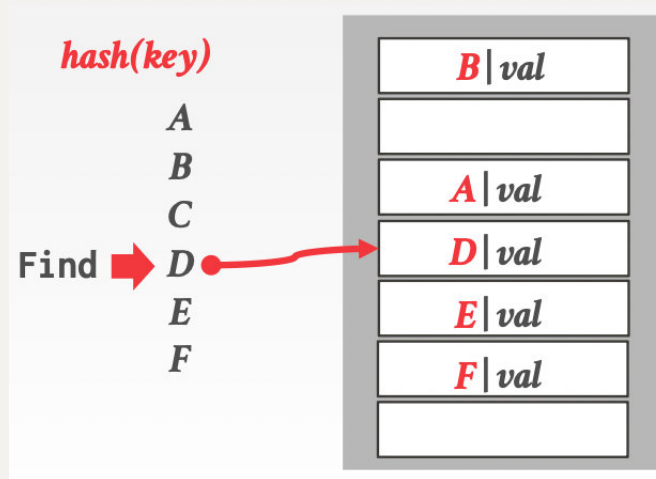 hash(key)
A
B
C
Find D
E
F
B|val
A|val
D|val
E|val
F|val